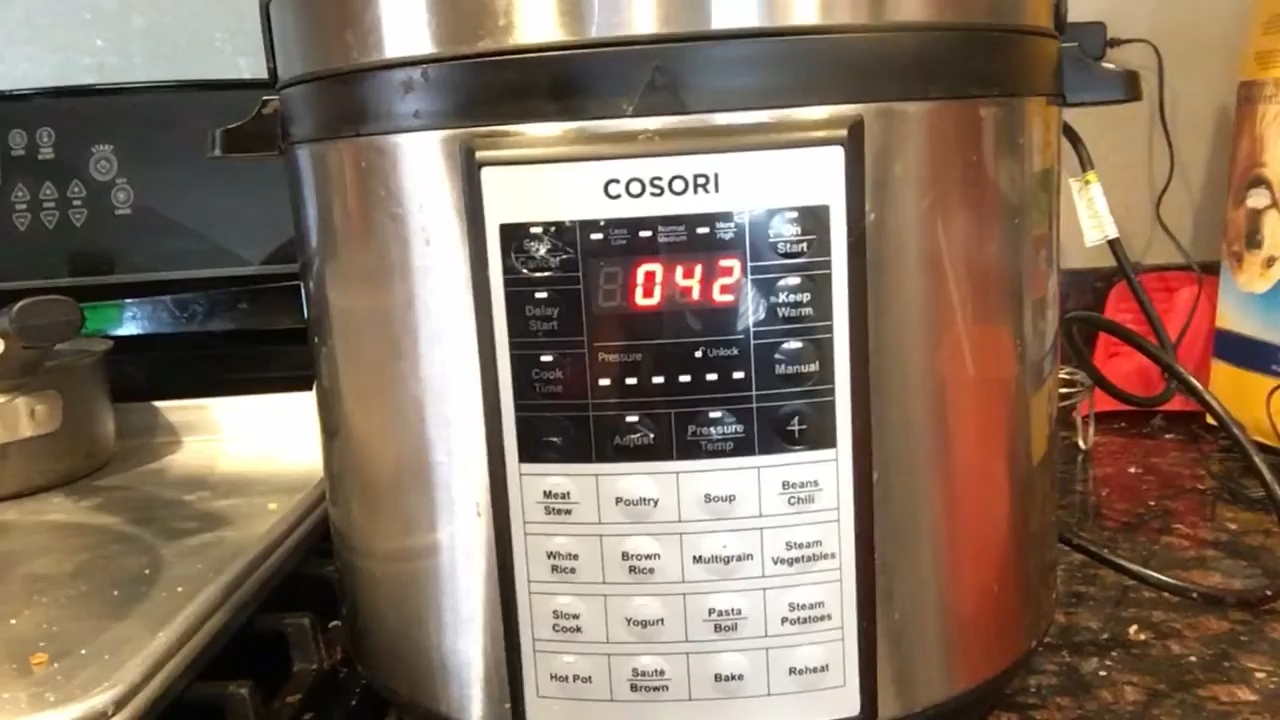 START
COSORI
Less
Low
Normal
Medium
More
High
On
Start
Stop
Cancel
042
Delay
Start
Keep
Warm
Pressure
Unlock
Cook
Time
Manual
-
Adjust
Pressure
Temp
+
Meat
Stew
Poultry
Soup
Beans
Chili
White
Rice
Brown
Rice
Multigrain
Steam
Vegetables
Slow
Cook
Yogurt
Pasta
Boil
Steam
Potatoes
Hot Pot
Sauté
Brown
Bake
Reheat